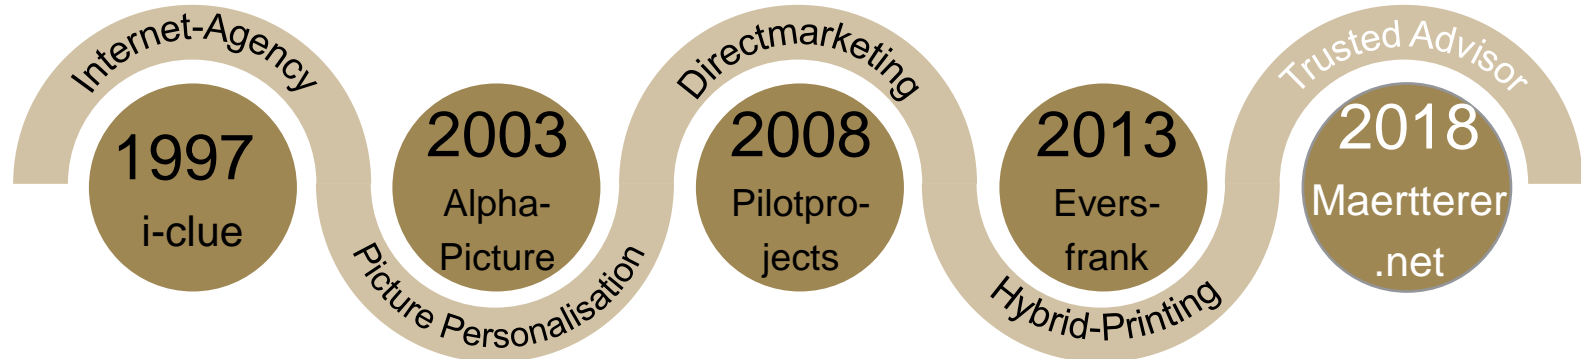 Internet-Agency
1997
i-clue
2003
Alpha-
Picture
Picture Personalisation
Directmarketing
2008
Pilotpro-
jects
2013
Evers-
frank
Hybrid-Printing
Trusted Advisor
2018
Maertterer
.net